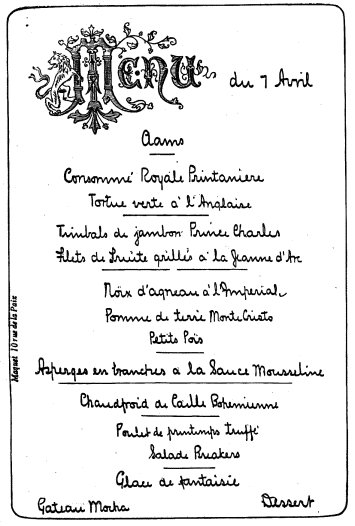 Menu du 7 Avril
Aams
Consommé Royale Printaniere
Tortue verte à l'Anglaise
Timbals de jambon Prince Charles
Filets de Truite grillés à la Jeanne d'Arc
Noix d'agneau à l'Imperial
Pomme de terre Monte Cristo
Petits Pois
Asperges en branches a la Sauce Mousseline
Chaudfroid de Caille Bohemienne
Poulet de printemps truffé
Salade Breakers
Glace de fantaisie
Gateau Mocha
Dessert
Maquet 10 rue de la Paix